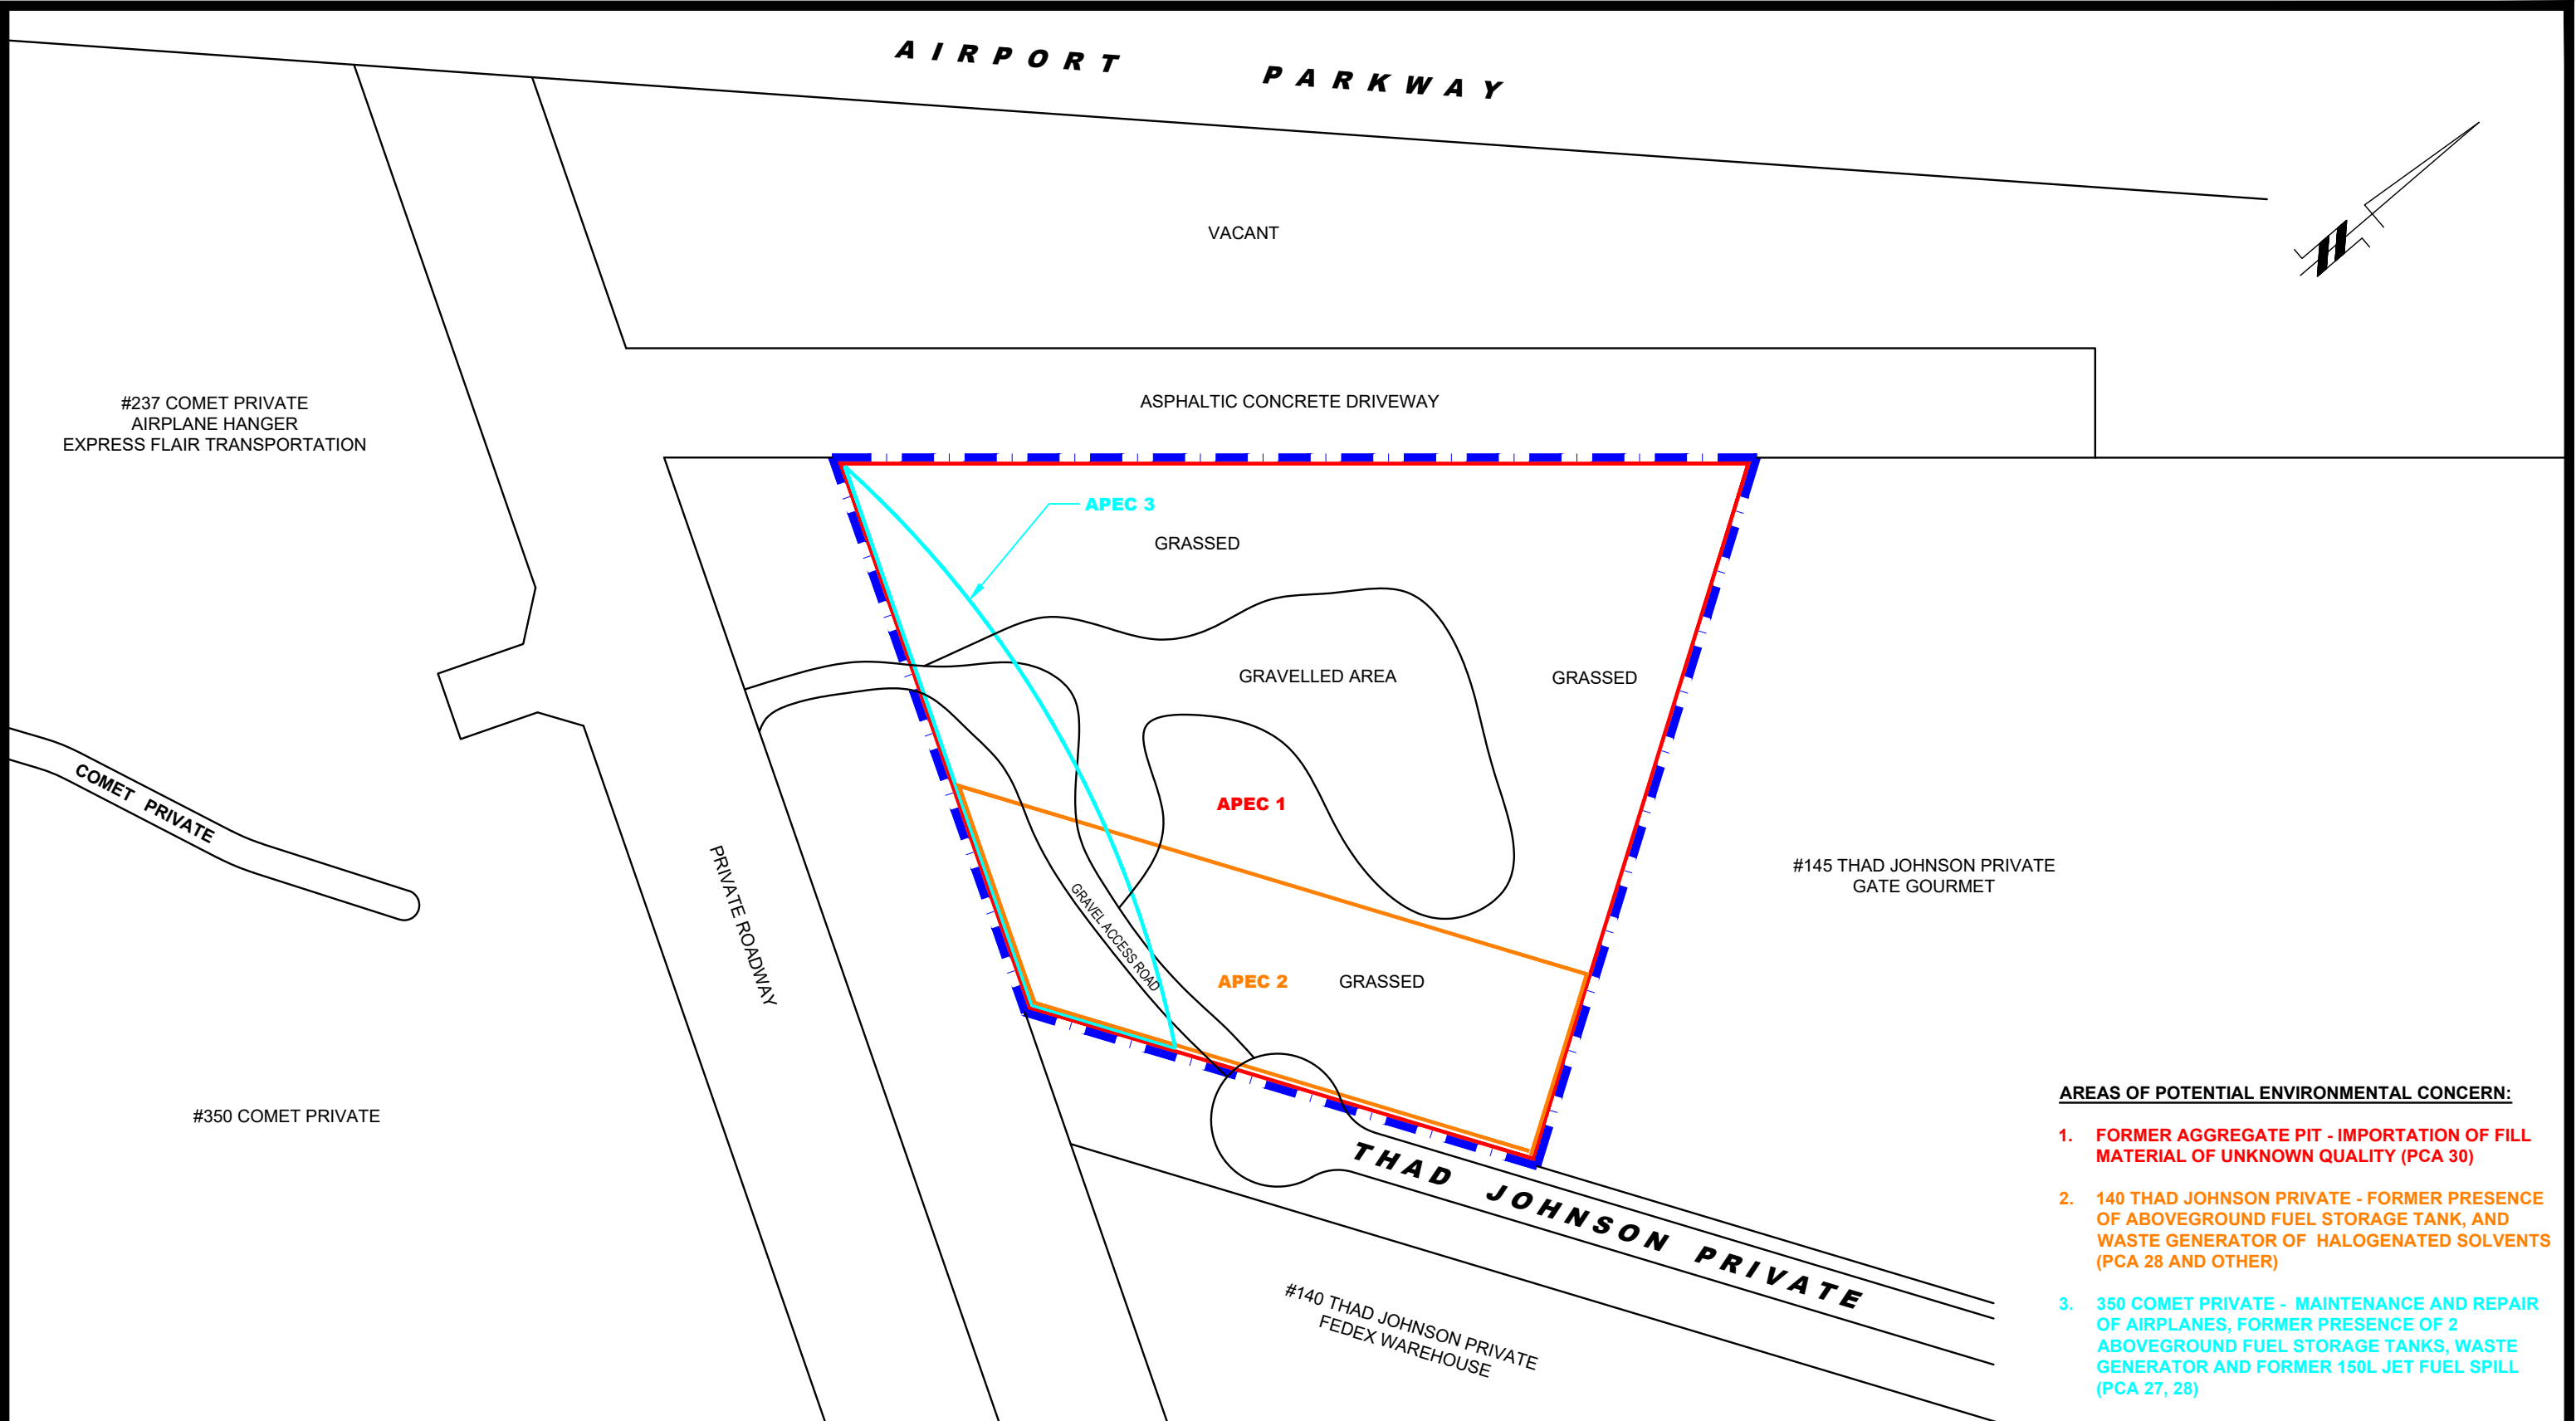 AIRPORT PARKWAY
VACANT
#237 COMET PRIVATE
AIRPLANE HANGER
EXPRESS FLAIR TRANSPORTATION
ASPHALTIC CONCRETE DRIVEWAY
APEC 3
GRASSED
GRAVELLED AREA
GRASSED
COMET PRIVATE
APEC 1
PRIVATE ROADWAY
GRAVEL ACCESS ROAD
#145 THAD JOHNSON PRIVATE
GATE GOURMET
APEC 2
GRASSED
#350 COMET PRIVATE
THAD JOHNSON PRIVATE
#140 THAD JOHNSON PRIVATE
FEDEX WAREHOUSE
AREAS OF POTENTIAL ENVIRONMENTAL CONCERN:
1. FORMER AGGREGATE PIT - IMPORTATION OF FILL
MATERIAL OF UNKNOWN QUALITY (PCA 30)
2. 140 THAD JOHNSON PRIVATE - FORMER PRESENCE
OF ABOVEGROUND FUEL STORAGE TANK, AND
WASTE GENERATOR OF HALOGENATED SOLVENTS
(PCA 28 AND OTHER)
3. 350 COMET PRIVATE - MAINTENANCE AND REPAIR
OF AIRPLANES, FORMER PRESENCE OF 2
ABOVEGROUND FUEL STORAGE TANKS, WASTE
GENERATOR AND FORMER 150L JET FUEL SPILL
(PCA 27, 28)